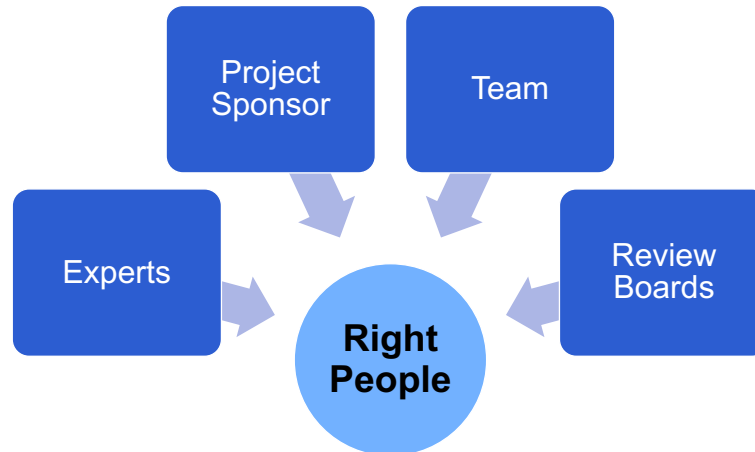 Project
Sponsor
Team
Experts
Review
Boards
Right
People